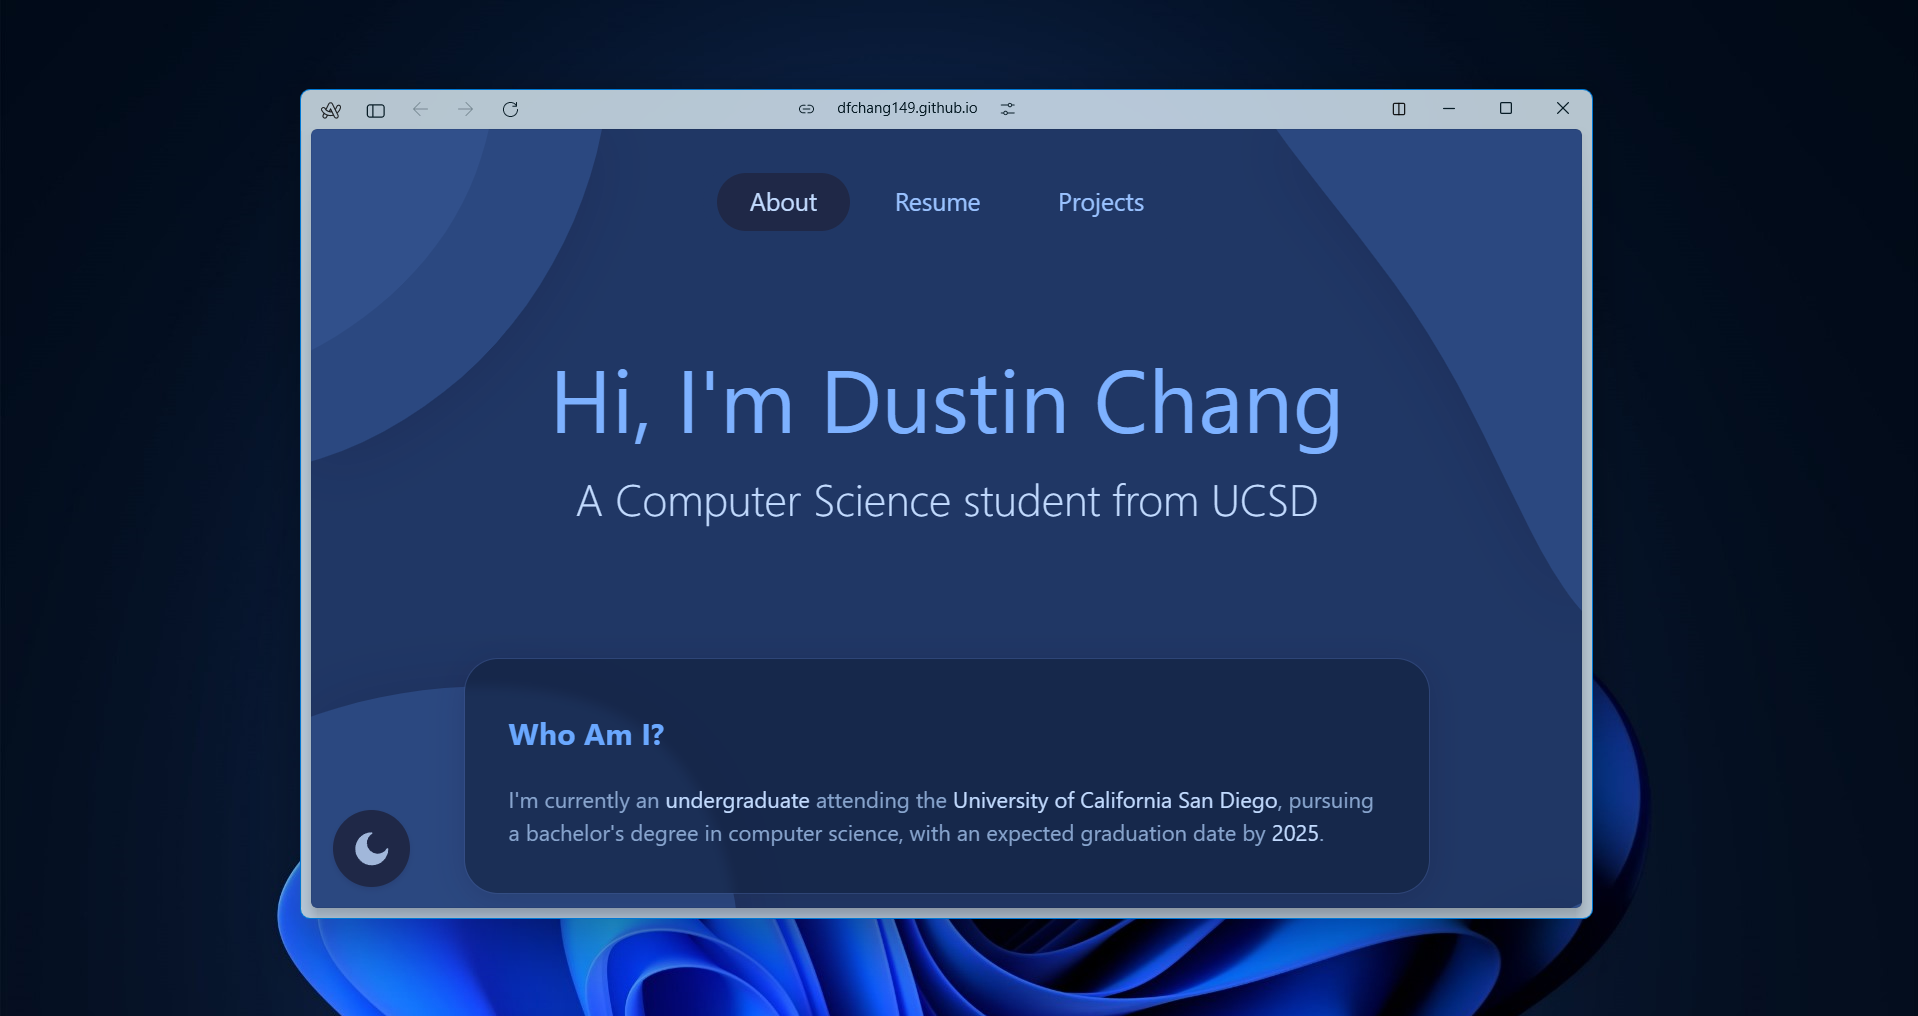 dfchang149.github.io
About Resume Projects
Hi, I'm Dustin Chang
A Computer Science student from UCSD
Who Am I?
I'm currently an undergraduate attending the University of California San Diego, pursuing
a bachelor's degree in computer science, with an expected graduation date by 2025.